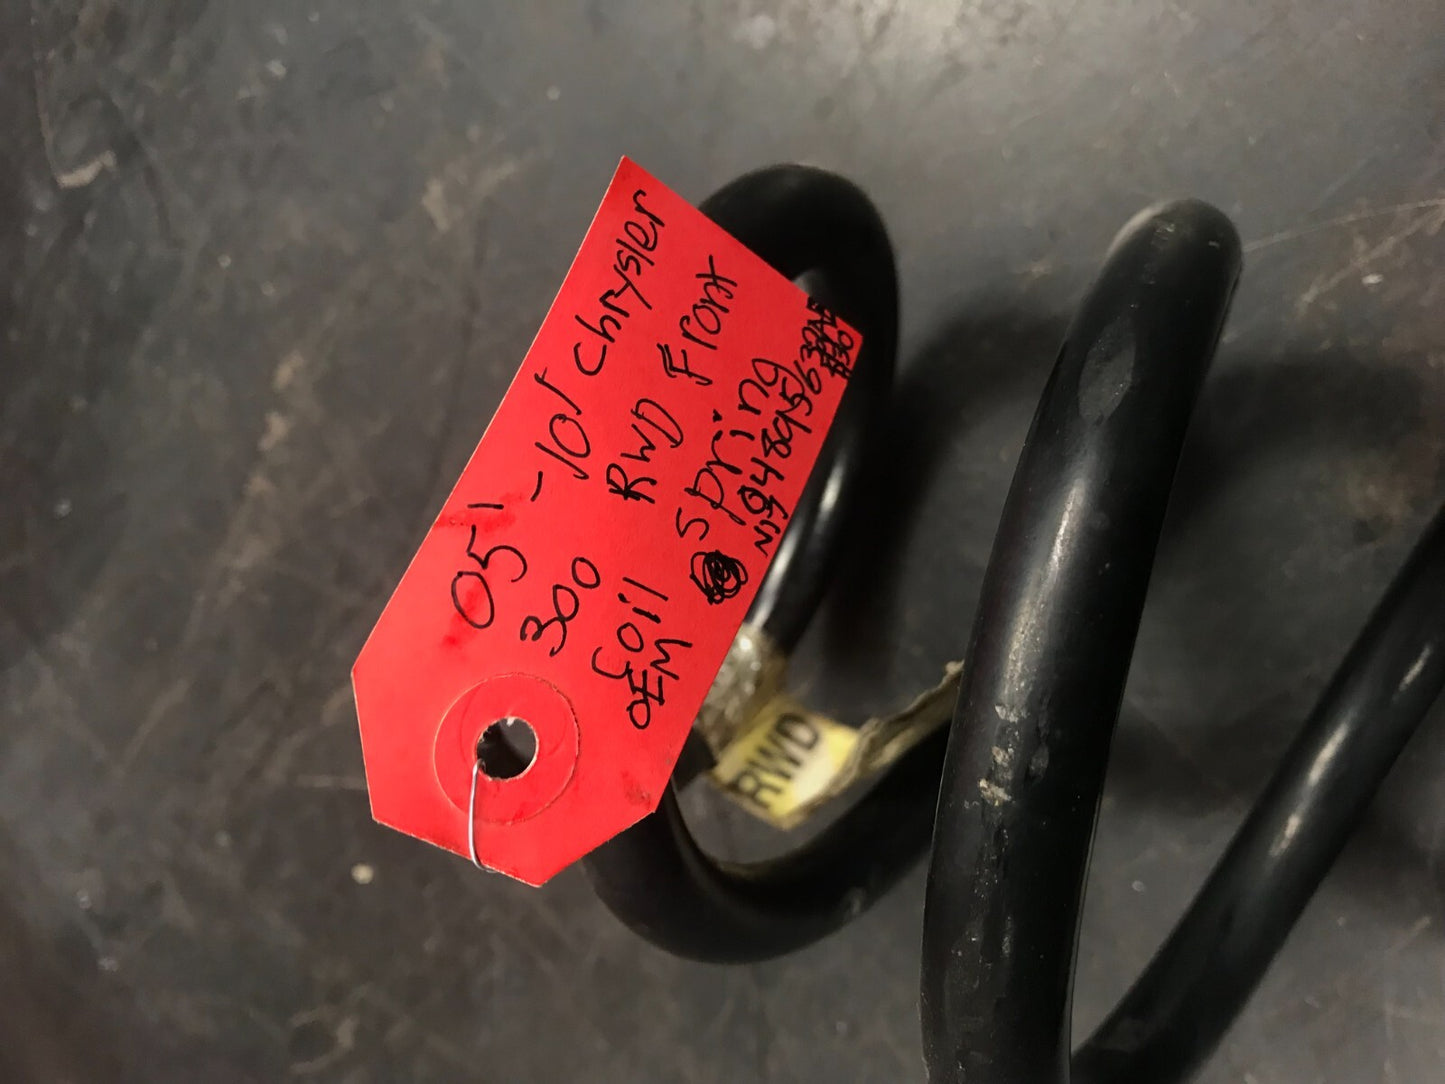 05-10 Chrysler
300 RWD Front
Coil spring
OEM
RWD